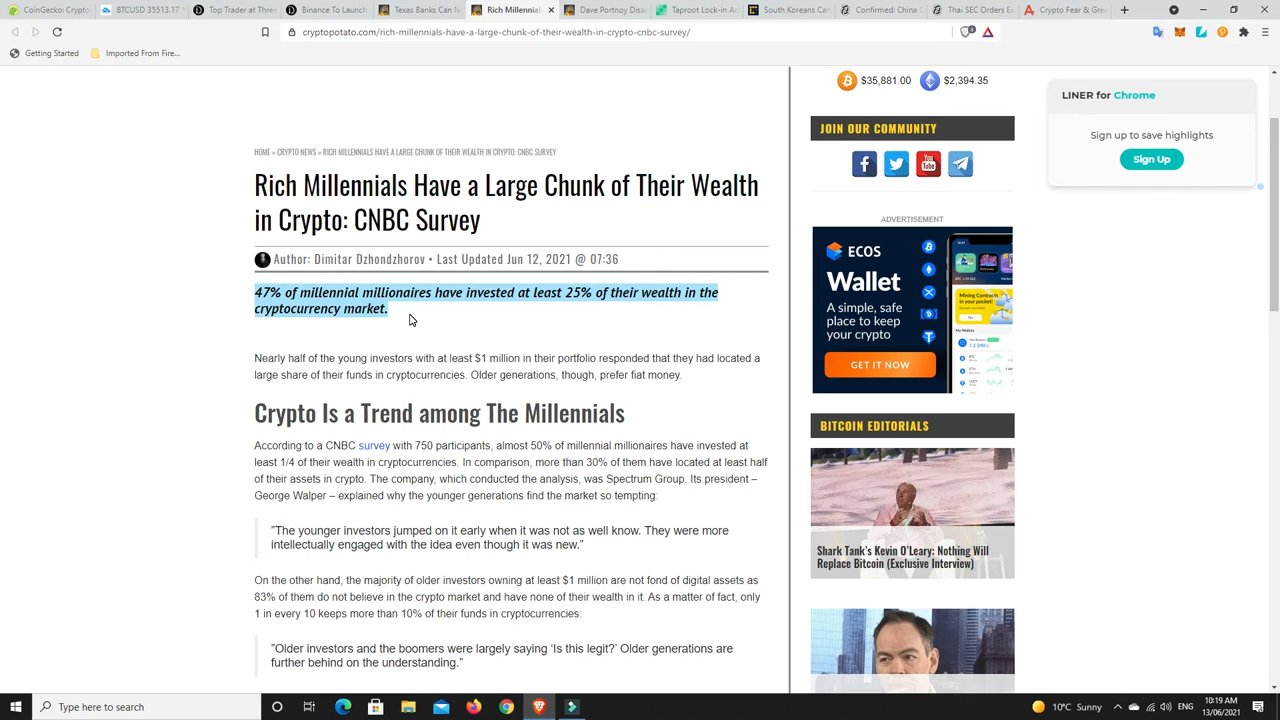 CoinGecko: Crypto
BTCUSD 35513.17
Top Trader at Three
Binance To Launch
Texas Banks Can N
Rich Millennial
Dave Portnoy Disa
Taproot Lock-in Ac
South Korean Cor
Confirmed: China C
Thai SEC Orders E
Crypto Fear & Gre
cryptopotato.com/rich-millennials-have-a-large-chunk-of-their-wealth-in-crypto-cnbc-survey/
Getting Started
Imported From Fire...
$35,881.00
$2,394.35
LINER for Chrome
Sign up to save highlights
Sign Up
JOIN OUR COMMUNITY
HOME » CRYPTO NEWS » RICH MILLENNIALS HAVE A LARGE CHUNK OF THEIR WEALTH IN CRYPTO: CNBC SURVEY
Rich Millennials Have a Large Chunk of Their Wealth
in Crypto: CNBC Survey
Author: Dimitar Dzhondzhorov • Last Updated Jun 12, 2021 @ 07:36
47% of millennial millionaires have invested at least 25% of their wealth in the
cryptocurrency market.
Nearly half of the young investors with at least $1 million in their portfolio responded that they had located a
large share of their funds in cryptocurrencies. Older generations, though, prefer fiat money.
Crypto Is a Trend among The Millennials
According to a CNBC survey with 750 participants, almost 50% of millennial millionaires have invested at
least 1/4 of their wealth in cryptocurrencies. In comparison, more than 30% of them have located at least half
of their assets in crypto. The company, which conducted the analysis, was Spectrum Group. Its president –
George Walper – explained why the younger generations find the market so tempting:
"The younger investors jumped on it early when it was not as well know. They were more
intellectually engaged with the idea even though it was new."
On the other hand, the majority of older investors owning at least $1 million are not fond of digital assets as
83% of them do not believe in the crypto market and have none of their wealth in it. As a matter of fact, only
1 in every 10 keeps more than 10% of their funds in cryptocurrencies:
Older investors and the boomers were largely saying 'Is this legit?' Older generations are
further behind on the understanding."
ADVERTISEMENT
ECOS
Wallet
A simple, safe
place to keep
your crypto
GET IT NOW
BITCOIN EDITORIALS
Shark Tank's Kevin O'Leary: Nothing Will
Replace Bitcoin (Exclusive Interview)
Type here to search
10°C Sunny
ENG
10:19 AM
13/06/2021